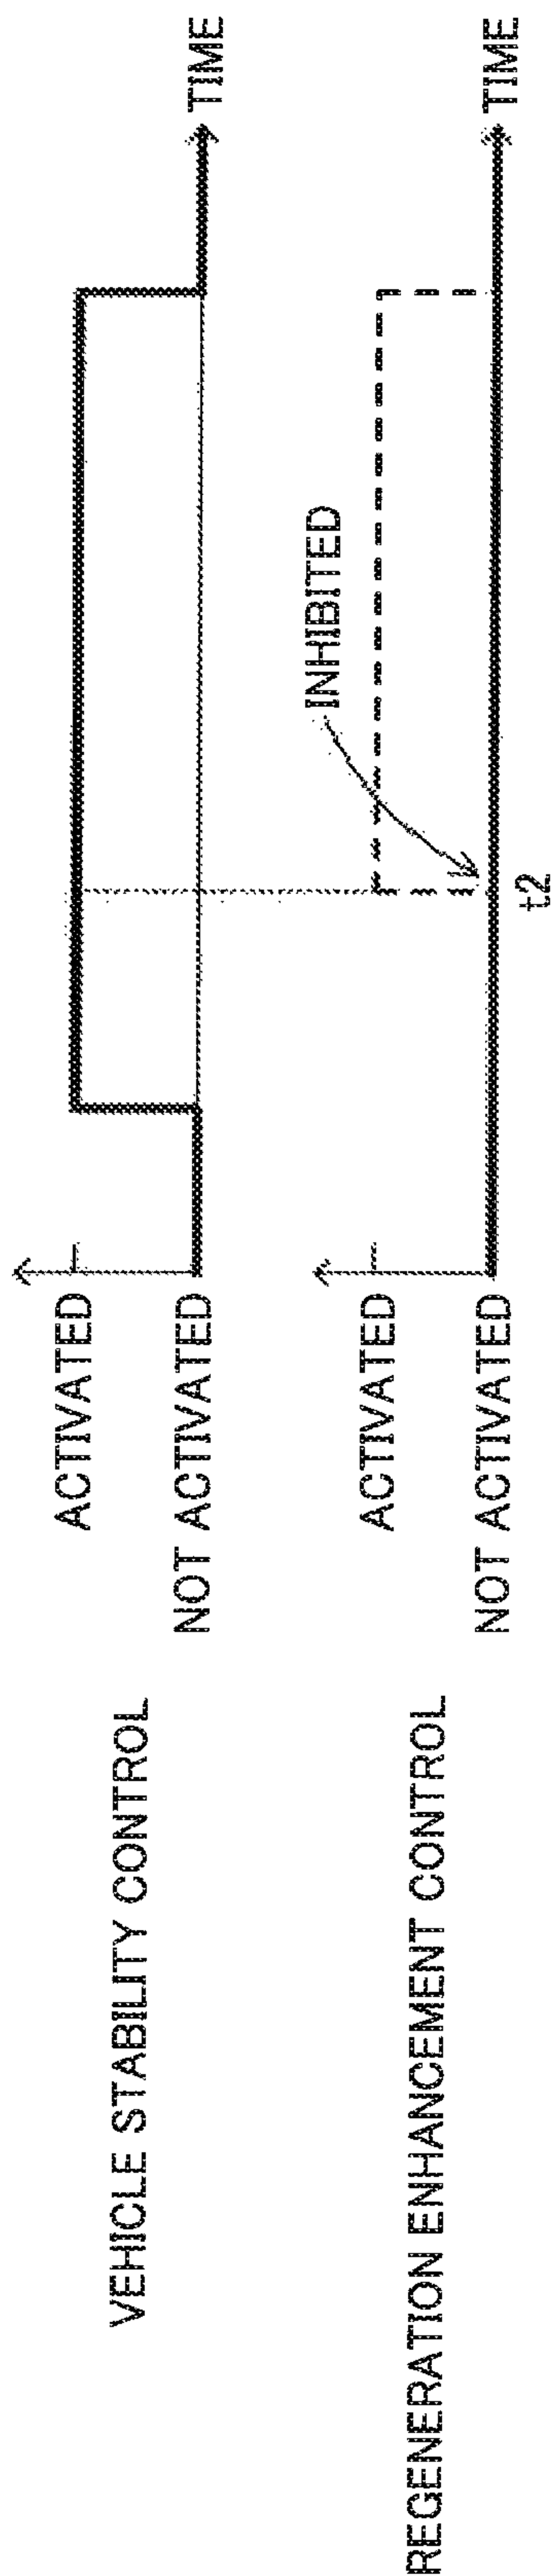 VEHICLE STABILITY CONTROL
ACTIVATED
NOT ACTIVATED
TIME
REGENERATION ENHANCEMENT CONTROL
ACTIVATED
NOT ACTIVATED
INHIBITED
t2
TIME